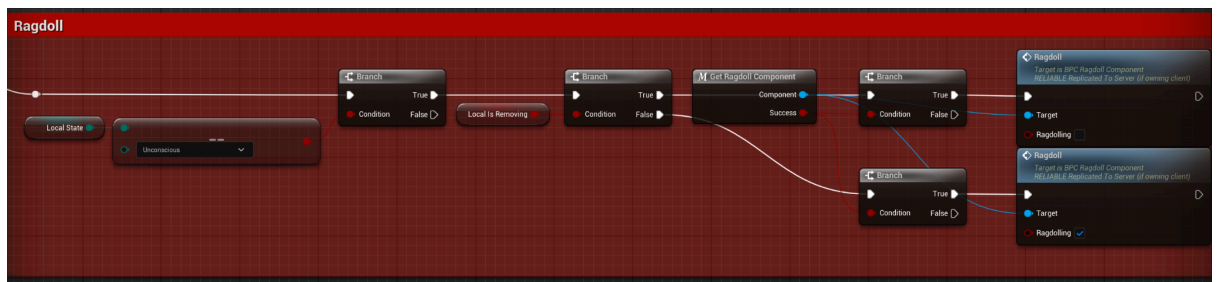 Ragdoll
Branch
True
Condition
False
Local State
==
Unconscious
Local Is Removing
Branch
True
Condition
False
M Get Ragdoll Component
Component
Success
Branch
True
Condition
False
Ragdoll
Target is BPC Ragdoll Component
RELIABLE Replicated To Server (if owning client)
Target
Ragdolling
Branch
True
Condition
False
Ragdoll
Target is BPC Ragdoll Component
RELIABLE Replicated To Server (if owning client)
Target
Ragdolling